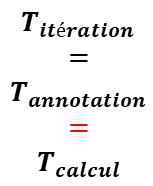 T_itération
=
T_annotation
=
T_calcul